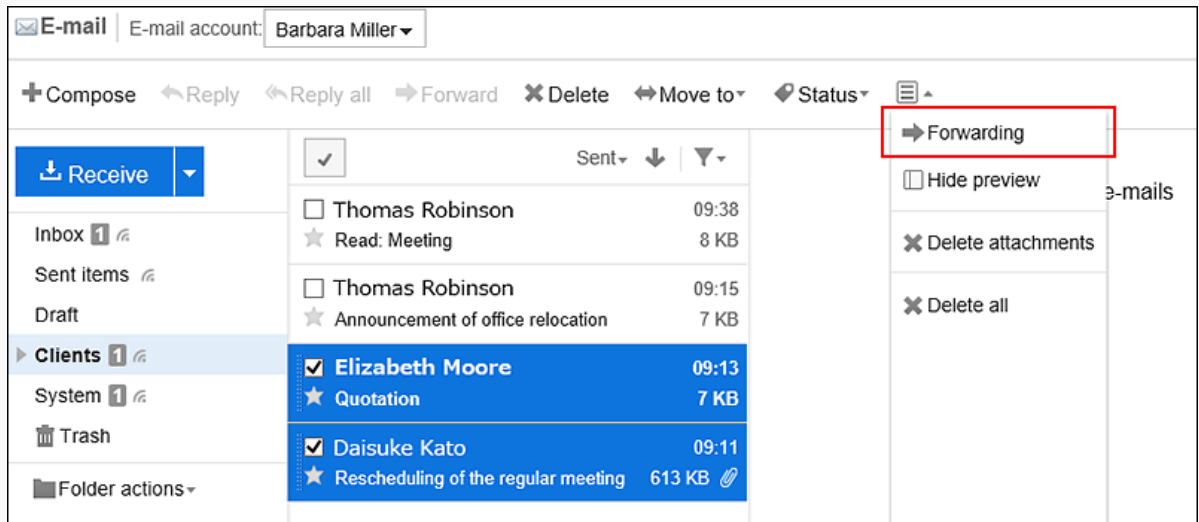 E-mail E-mail account: Barbara Miller
Compose Reply Reply all Forward Delete Move to Status
Forwarding
Hide preview
Delete attachments
Delete all
e-mails
Receive
Inbox 1
Sent items
Draft
Clients 1
System 1
Trash
Folder actions
Sent
Thomas Robinson 09:38
Read: Meeting 8 KB
Thomas Robinson 09:15
Announcement of office relocation 7 KB
Elizabeth Moore 09:13
Quotation 7 KB
Daisuke Kato 09:11
Rescheduling of the regular meeting 613 KB